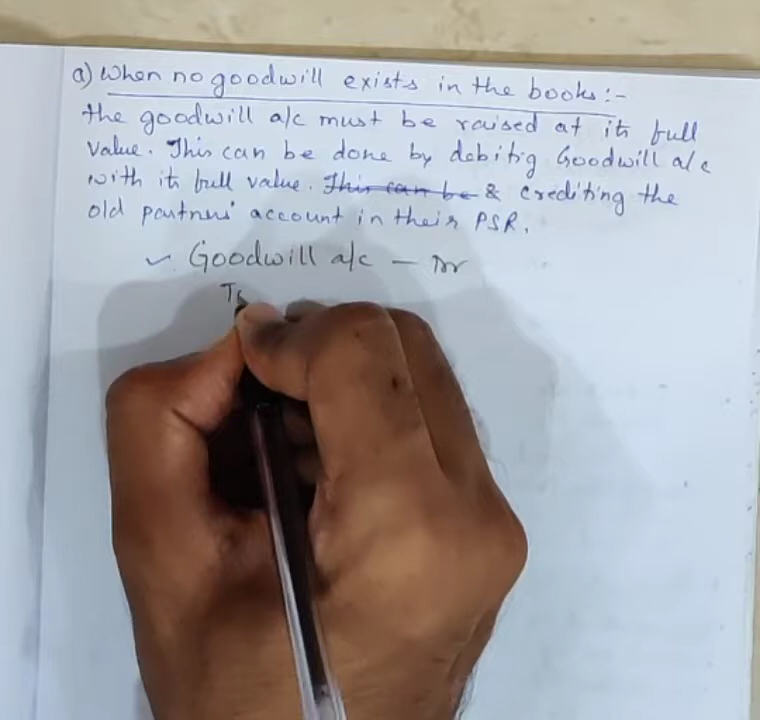 a) When no goodwill exists in the books:-
the goodwill a/c must be raised at its full
value. This can be done by debitig Goodwill a/c
with its full value. This can be & crediting the
old partners' account in their PSR.
✓ Goodwill a/c – Dr
To